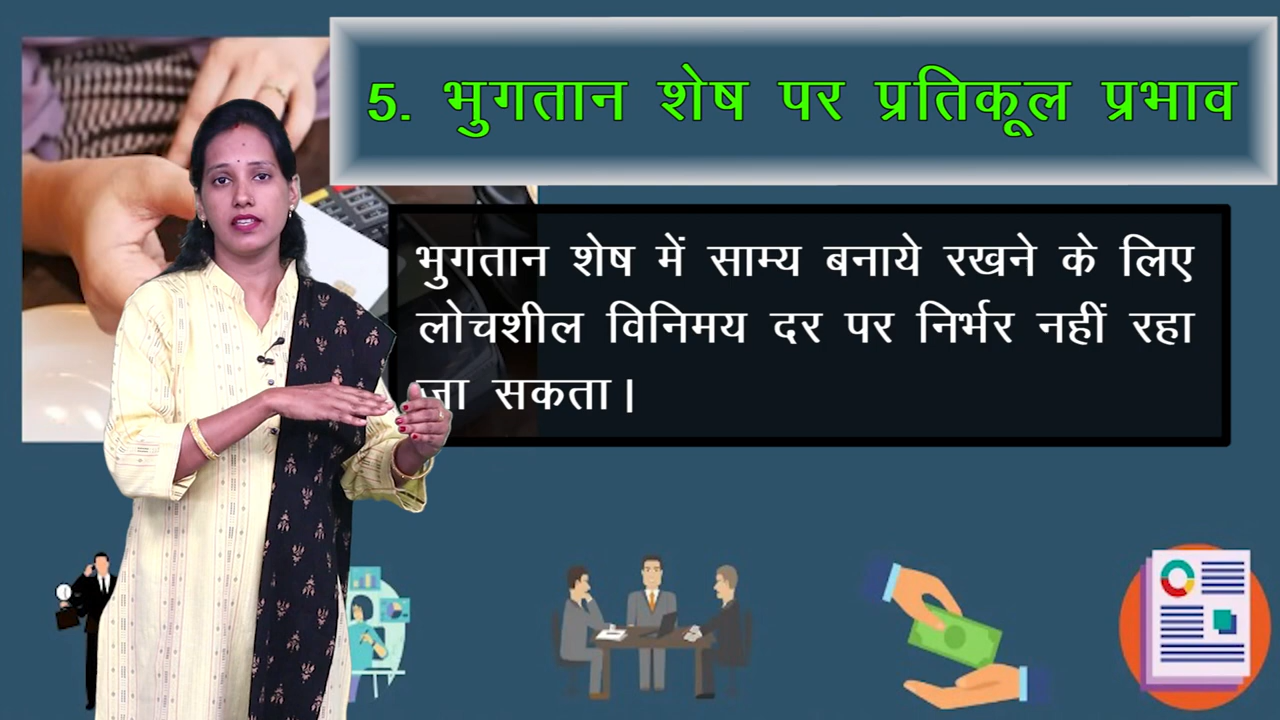 5. भुगतान शेष पर प्रतिकूल प्रभाव
भुगतान शेष में साम्य बनाये रखने के लिए
लोचशील विनिमय दर पर निर्भर नहीं रहा
जा सकता।